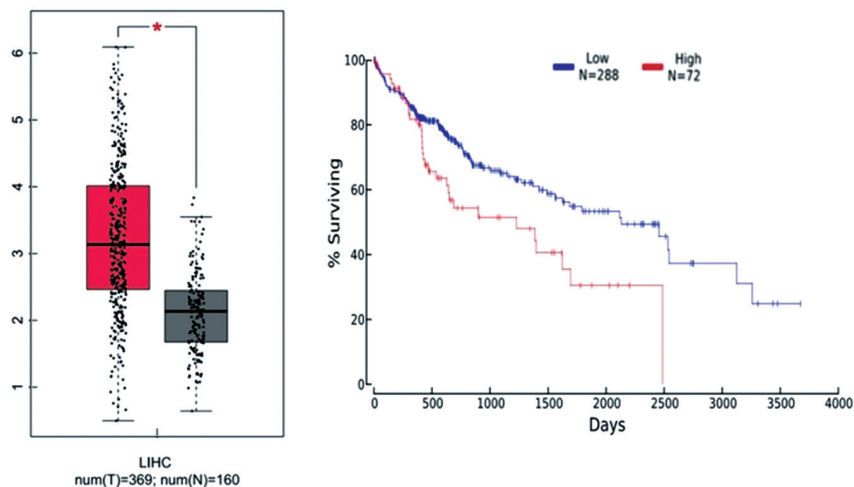 *
6
5
4
3
2
1
LIHC
num(T)=369; num(N)=160
Low
N=288
High
N=72
% Surviving
100
80
60
40
20
0
0 500 1000 1500 2000 2500 3000 3500 4000
Days